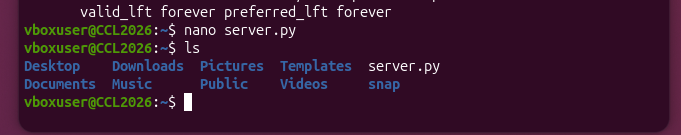 valid_lft forever preferred_lft forever
vboxuser@CCL2026:~$ nano server.py
vboxuser@CCL2026:~$ ls
Desktop    Downloads  Pictures  Templates  server.py
Documents  Music      Public    Videos     snap
vboxuser@CCL2026:~$